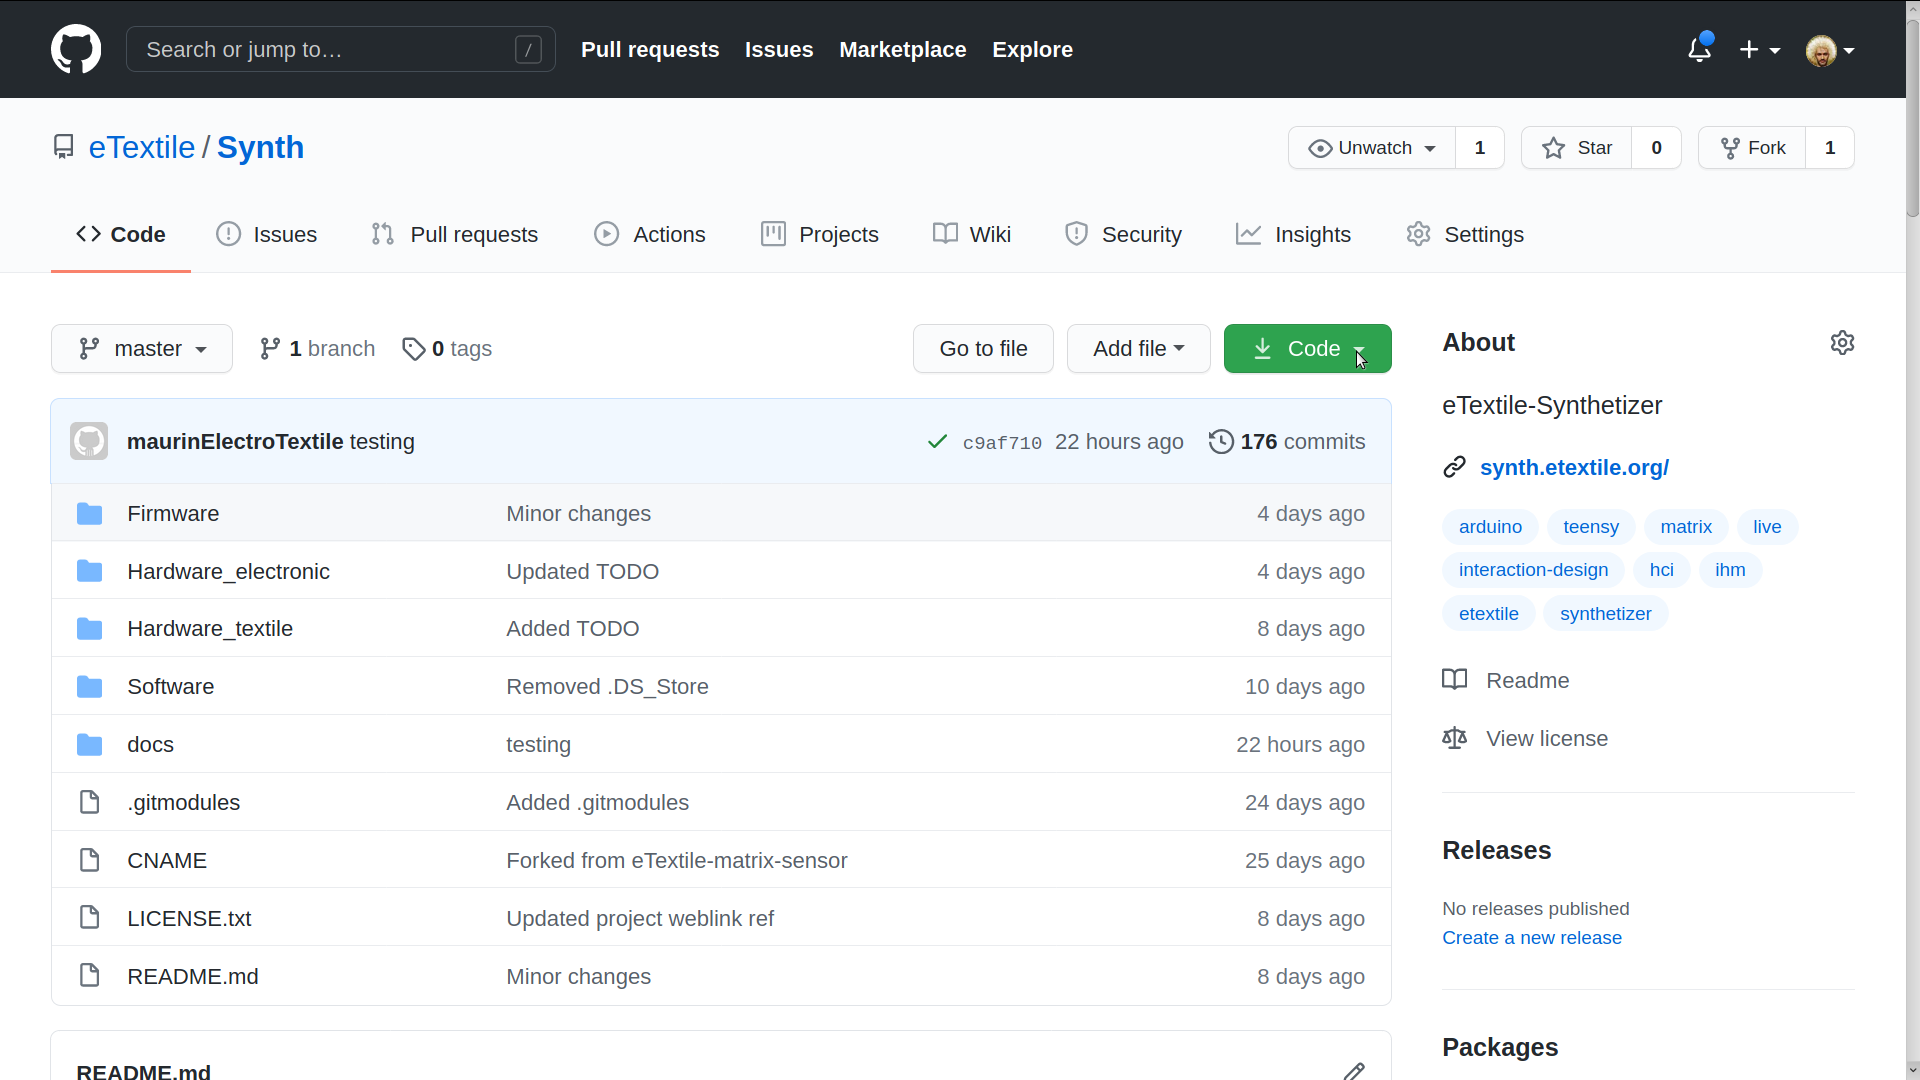 Search or jump to… / Pull requests Issues Marketplace Explore
eTextile / Synth Unwatch 1 Star 0 Fork 1
Code Issues Pull requests Actions Projects Wiki Security Insights Settings
master 1 branch 0 tags Go to file Add file Code
maurinElectroTextile testing c9af710 22 hours ago 176 commits
Firmware Minor changes 4 days ago
Hardware_electronic Updated TODO 4 days ago
Hardware_textile Added TODO 8 days ago
Software Removed .DS_Store 10 days ago
docs testing 22 hours ago
.gitmodules Added .gitmodules 24 days ago
CNAME Forked from eTextile-matrix-sensor 25 days ago
LICENSE.txt Updated project weblink ref 8 days ago
README.md Minor changes 8 days ago
README.md
About
eTextile-Synthetizer
synth.etextile.org/
arduino teensy matrix live
interaction-design hci ihm
etextile synthetizer
Readme
View license
Releases
No releases published
Create a new release
Packages